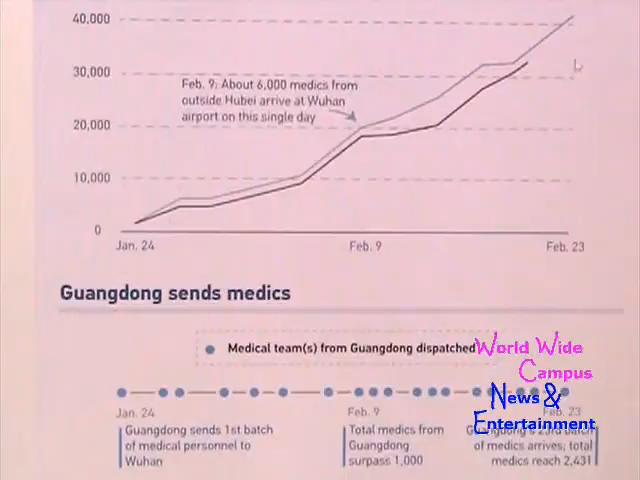 40,000
30,000
Feb. 9: About 6,000 medics from
outside Hubei arrive at Wuhan
airport on this single day
20,000
10,000
0
Jan. 24
Feb. 9
Feb. 23
Guangdong sends medics
Medical team(s) from Guangdong dispatched
World Wide
Campus
News &
Entertainment
Jan. 24
Feb. 9
Feb. 23
Guangdong sends 1st batch
of medical personnel to
Wuhan
Total medics from
Guangdong
surpass 1,000
Guangdong's 23rd batch
of medics arrives; total
medics reach 2,431